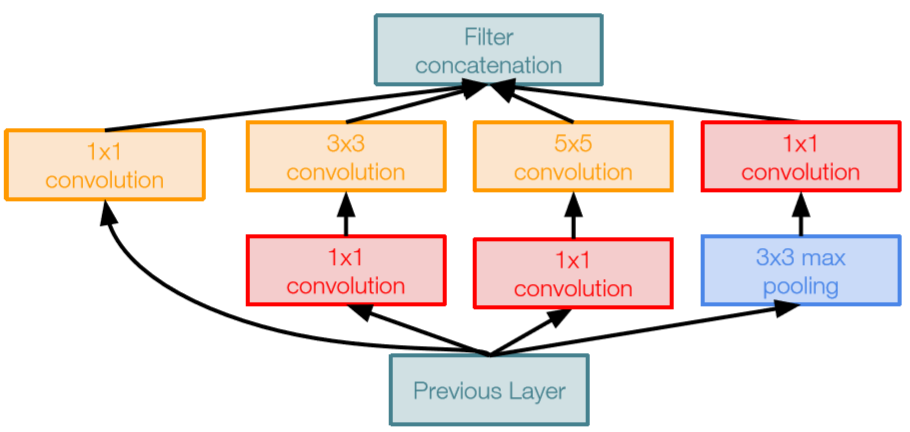 Filter
concatenation
1x1
convolution
3x3
convolution
5x5
convolution
1x1
convolution
1x1
convolution
1x1
convolution
3x3 max
pooling
Previous Layer